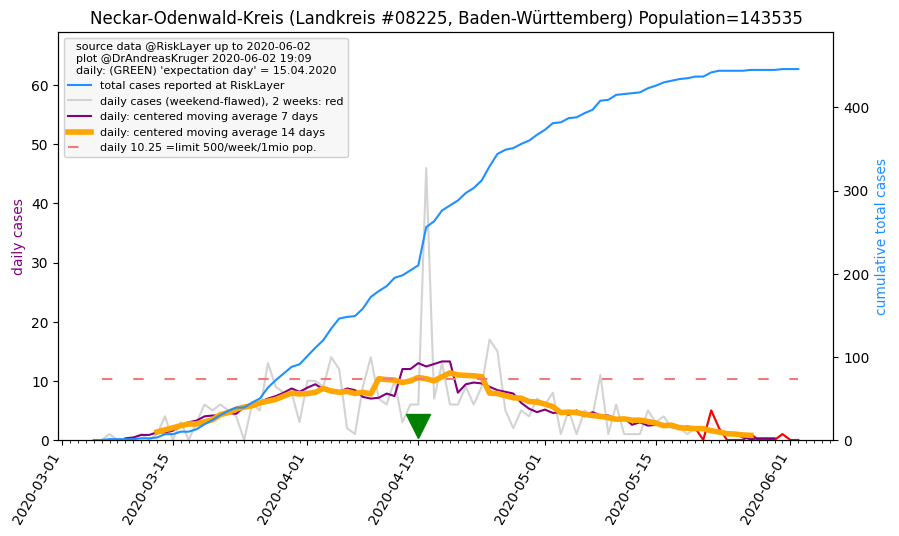 Neckar-Odenwald-Kreis (Landkreis #08225, Baden-Württemberg) Population=143535
source data @RiskLayer up to 2020-06-02
plot @DrAndreasKruger 2020-06-02 19:09
daily: (GREEN) 'expectation day' = 15.04.2020
total cases reported at RiskLayer
daily cases (weekend-flawed), 2 weeks: red
daily: centered moving average 7 days
daily: centered moving average 14 days
daily 10.25 =limit 500/week/1mio pop.
daily cases
60
50
40
30
20
10
0
400
300
200
100
0
cumulative total cases
2020-03-01
2020-03-15
2020-04-01
2020-04-15
2020-05-01
2020-05-15
2020-06-01